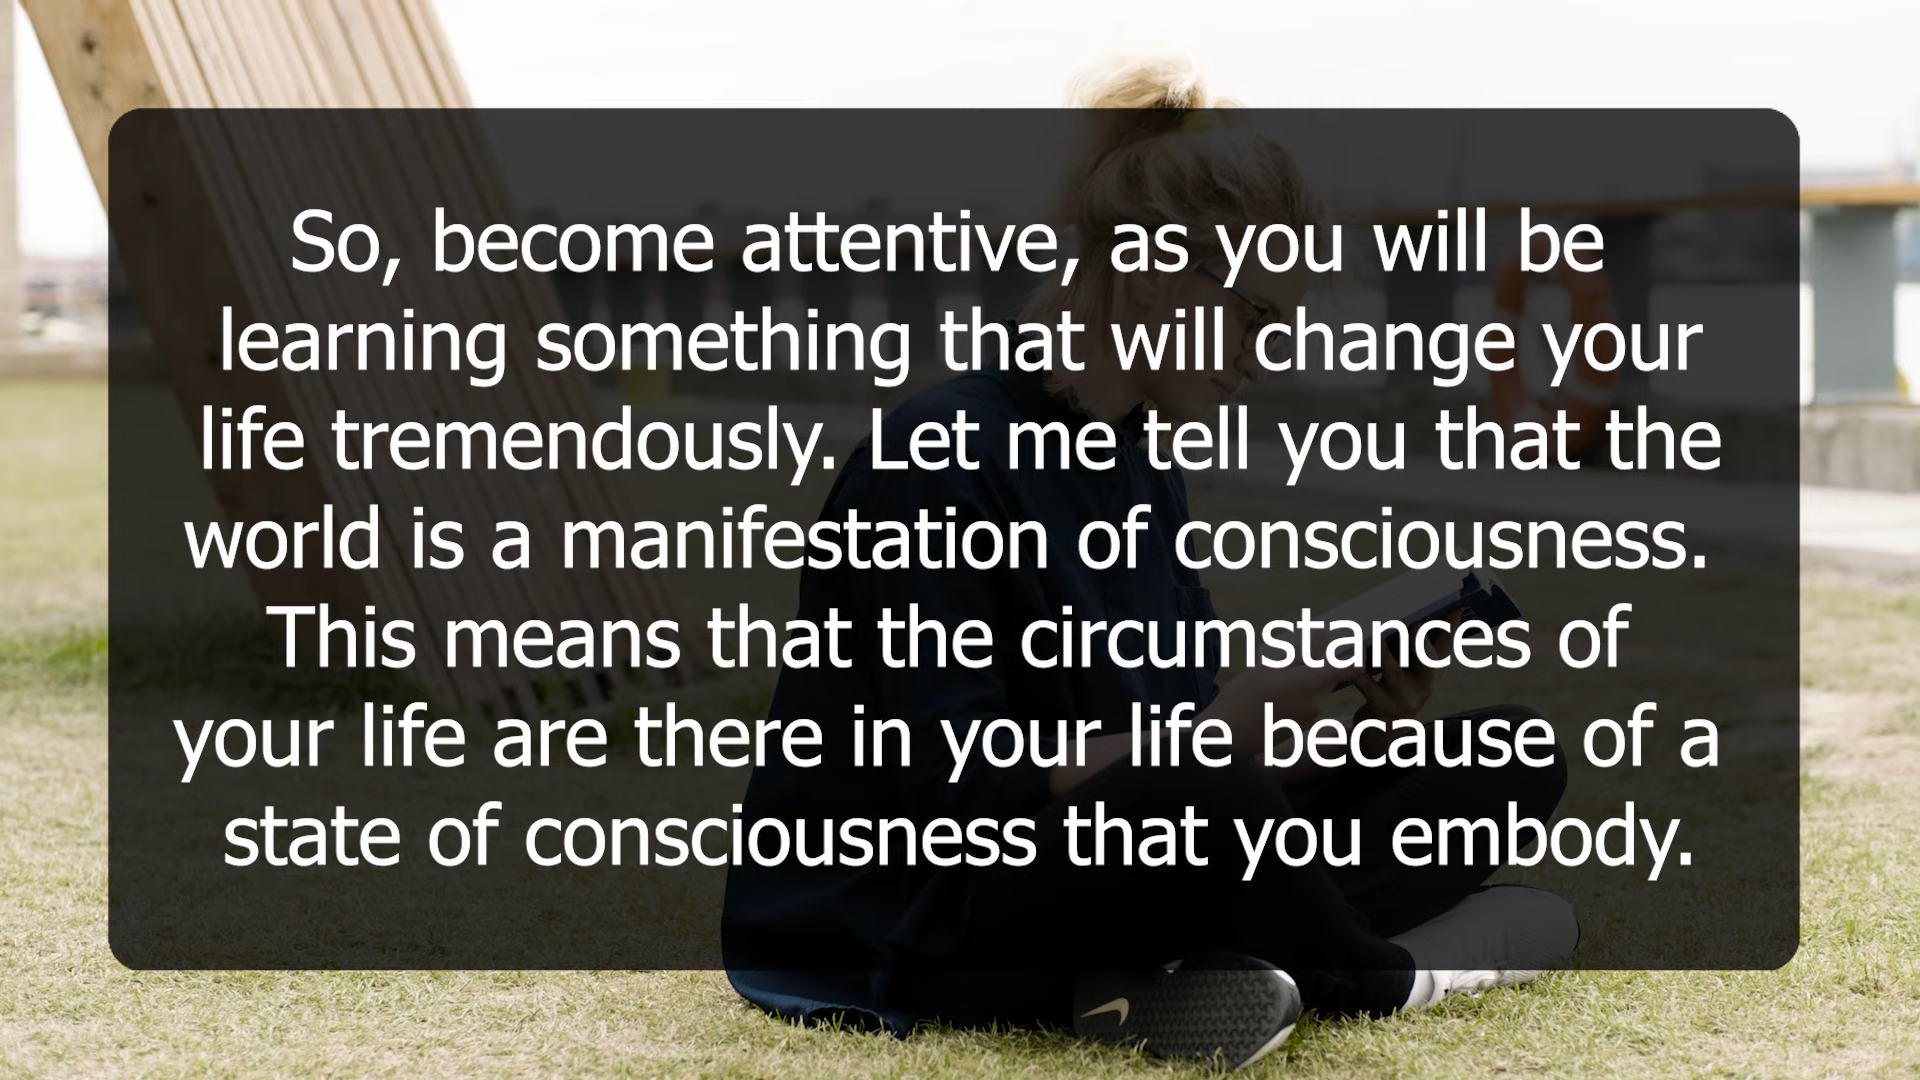 So, become attentive, as you will be
learning something that will change your
life tremendously. Let me tell you that the
world is a manifestation of consciousness.
This means that the circumstances of
your life are there in your life because of a
state of consciousness that you embody.